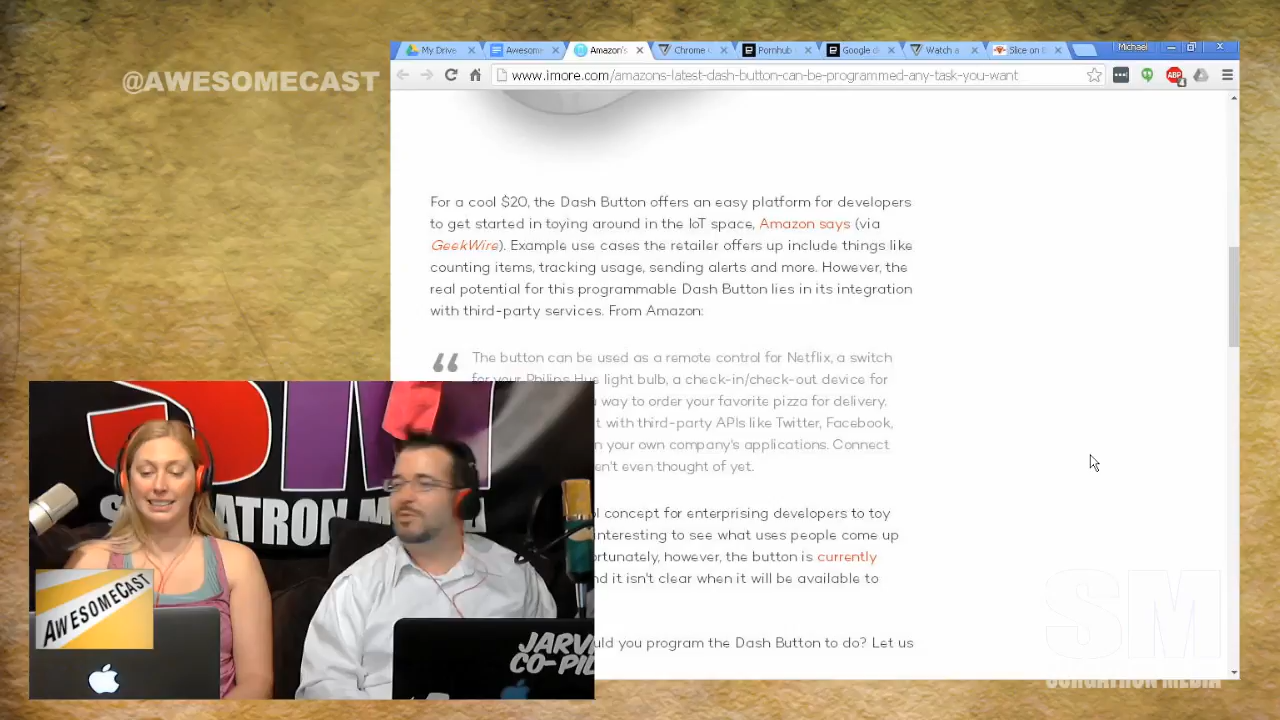 @AWESOMECAST
My Drive
Awesome
Amazon's
Chrome
Pornhub
Google di
Watch a
Slice on t
Michael
www.imore.com/amazons-latest-dash-button-can-be-programmed-any-task-you-want
ABP
4
For a cool $20, the Dash Button offers an easy platform for developers
to get started in toying around in the IoT space, Amazon says (via
GeekWire). Example use cases the retailer offers up include things like
counting items, tracking usage, sending alerts and more. However, the
real potential for this programmable Dash Button lies in its integration
with third-party services. From Amazon:
“ The button can be used as a remote control for Netflix, a switch
for your Philips Hue light bulb, a check-in/check-out device for
way to order your favorite pizza for delivery.
t with third-party APIs like Twitter, Facebook,
n your own company's applications. Connect
en't even thought of yet.
l concept for enterprising developers to toy
interesting to see what uses people come up
ortunately, however, the button is currently
nd it isn't clear when it will be available to
uld you program the Dash Button to do? Let us
SM
SORGATRON MEDIA
AWESOMECAST
JARV
CO-PIL
SM
SORGATRON MEDIA